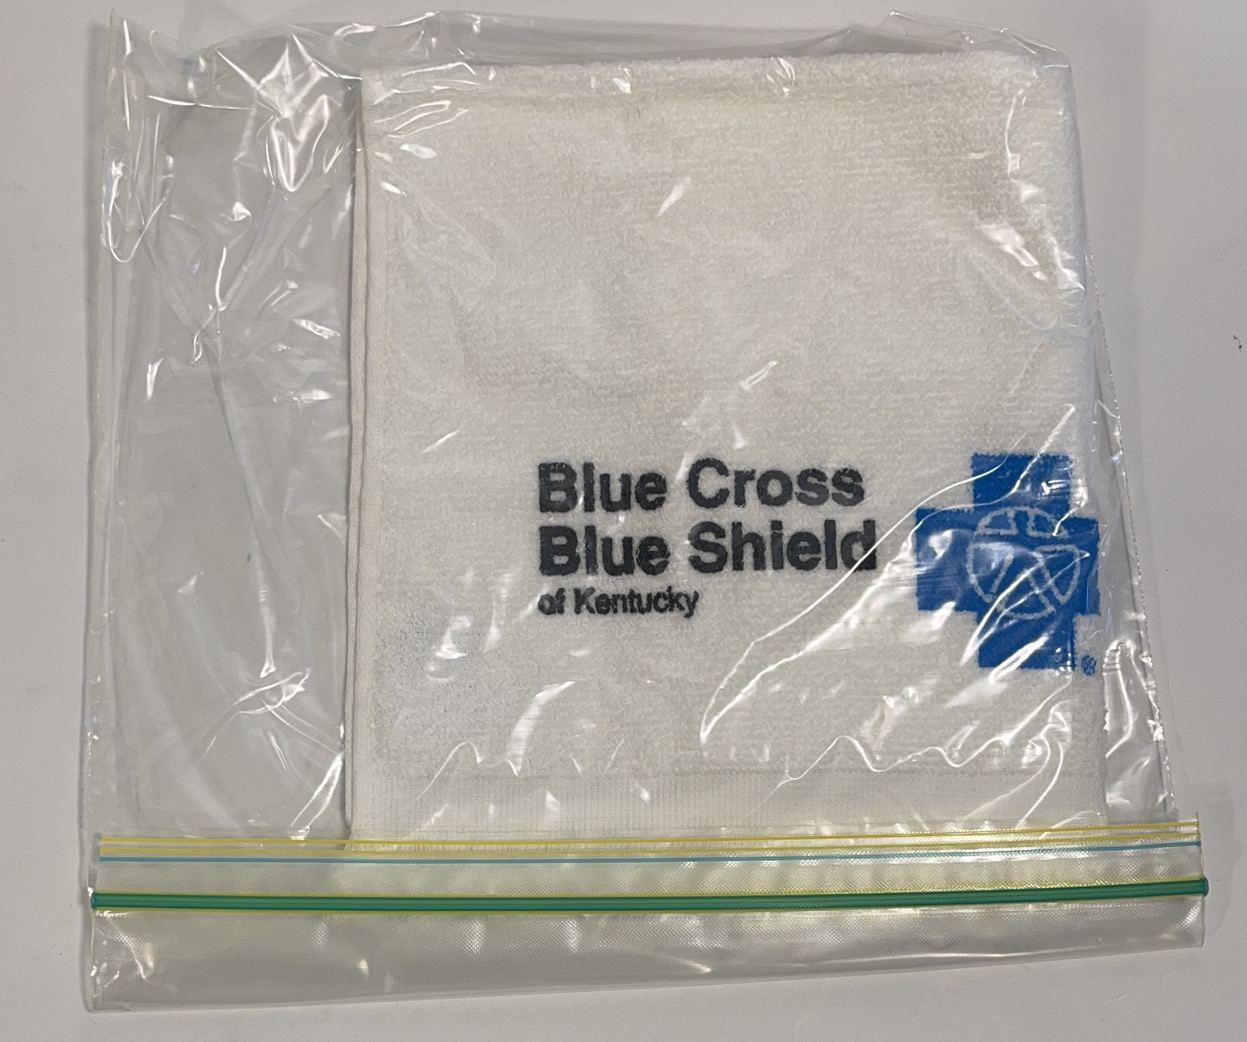 Blue Cross
Blue Shield
of Kentucky
®